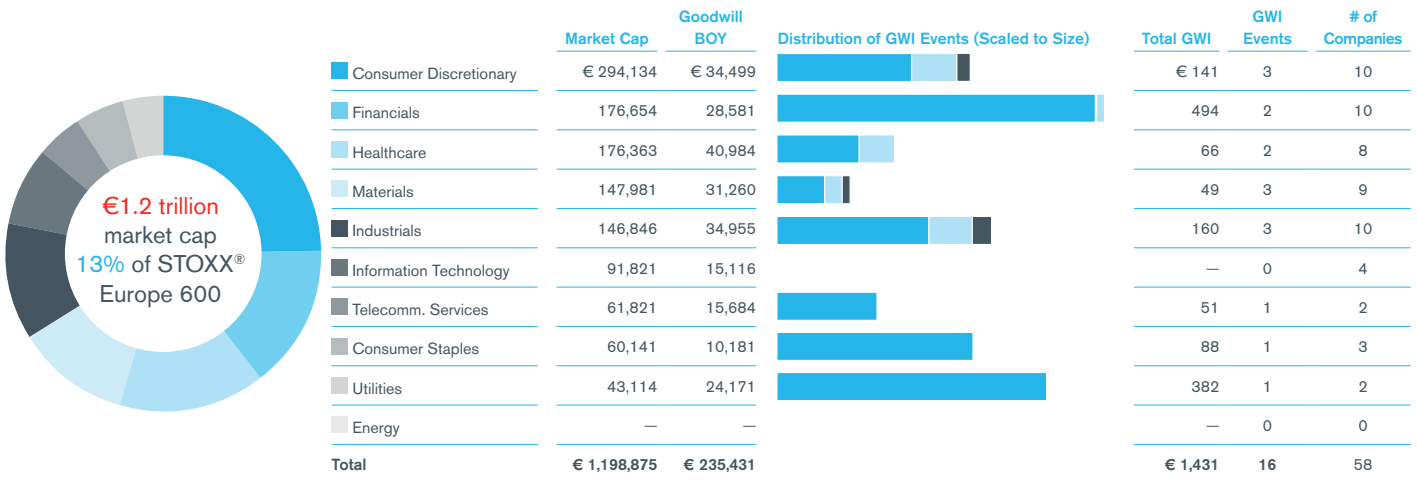 €1.2 trillion
market cap
13% of STOXX®
Europe 600
Market Cap Goodwill BOY Distribution of GWI Events (Scaled to Size) Total GWI GWI Events # of Companies
Consumer Discretionary € 294,134 € 34,499 € 141 3 10
Financials 176,654 28,581 494 2 10
Healthcare 176,363 40,984 66 2 8
Materials 147,981 31,260 49 3 9
Industrials 146,846 34,955 160 3 10
Information Technology 91,821 15,116 — 0 4
Telecomm. Services 61,821 15,684 51 1 2
Consumer Staples 60,141 10,181 88 1 3
Utilities 43,114 24,171 382 1 2
Energy — — — 0 0
Total € 1,198,875 € 235,431 € 1,431 16 58